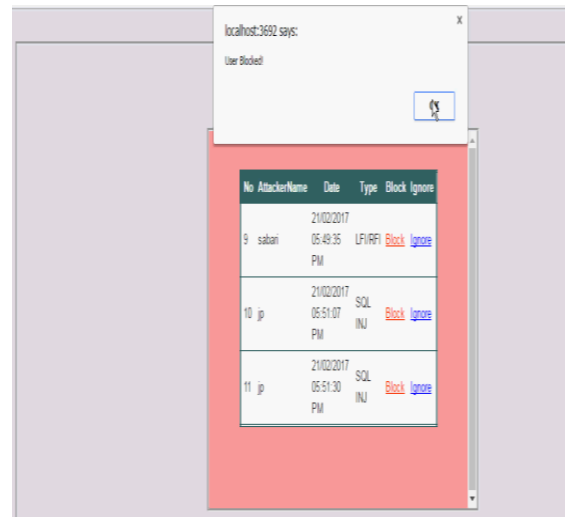 localhost:3692 says:
x
User Blocked!
No AttackerName Date Type Block Ignore
9 sabari 21/02/2017 05:49:35 PM LFI/RFI Block Ignore
10 jp 21/02/2017 05:51:07 PM SQL INJ Block Ignore
11 jp 21/02/2017 05:51:30 PM SQL INJ Block Ignore